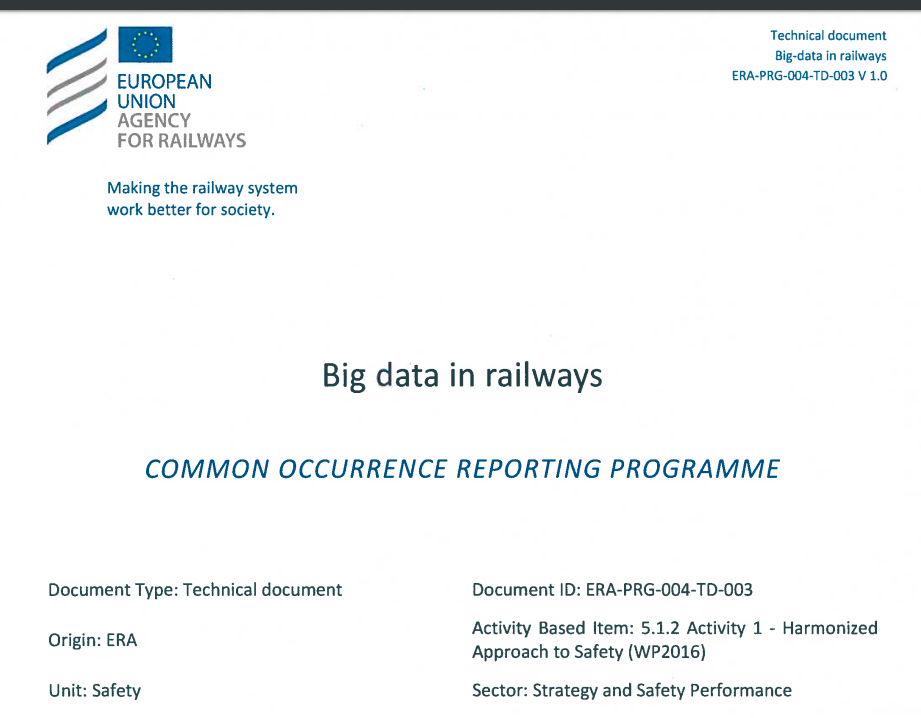 EUROPEAN
UNION
AGENCY
FOR RAILWAYS
Making the railway system
work better for society.
Technical document
Big-data in railways
ERA-PRG-004-TD-003 V 1.0
Big data in railways
COMMON OCCURRENCE REPORTING PROGRAMME
Document Type: Technical document
Document ID: ERA-PRG-004-TD-003
Origin: ERA
Activity Based Item: 5.1.2 Activity 1 - Harmonized
Approach to Safety (WP2016)
Unit: Safety
Sector: Strategy and Safety Performance